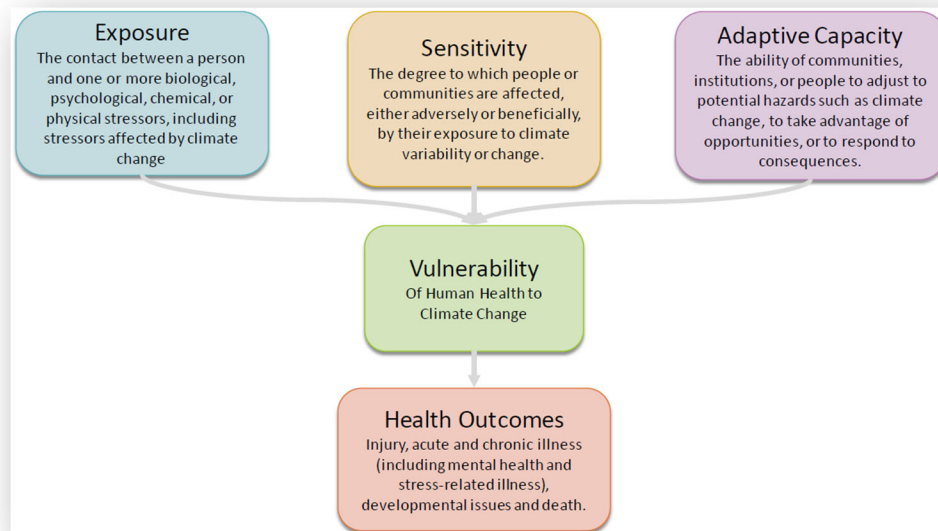 Exposure
The contact between a person
and one or more biological,
psychological, chemical, or
physical stressors, including
stressors affected by climate
change
Sensitivity
The degree to which people or
communities are affected,
either adversely or beneficially,
by their exposure to climate
variability or change.
Adaptive Capacity
The ability of communities,
institutions, or people to adjust to
potential hazards such as climate
change, to take advantage of
opportunities, or to respond to
consequences.
Vulnerability
Of Human Health to
Climate Change
Health Outcomes
Injury, acute and chronic illness
(including mental health and
stress-related illness),
developmental issues and death.